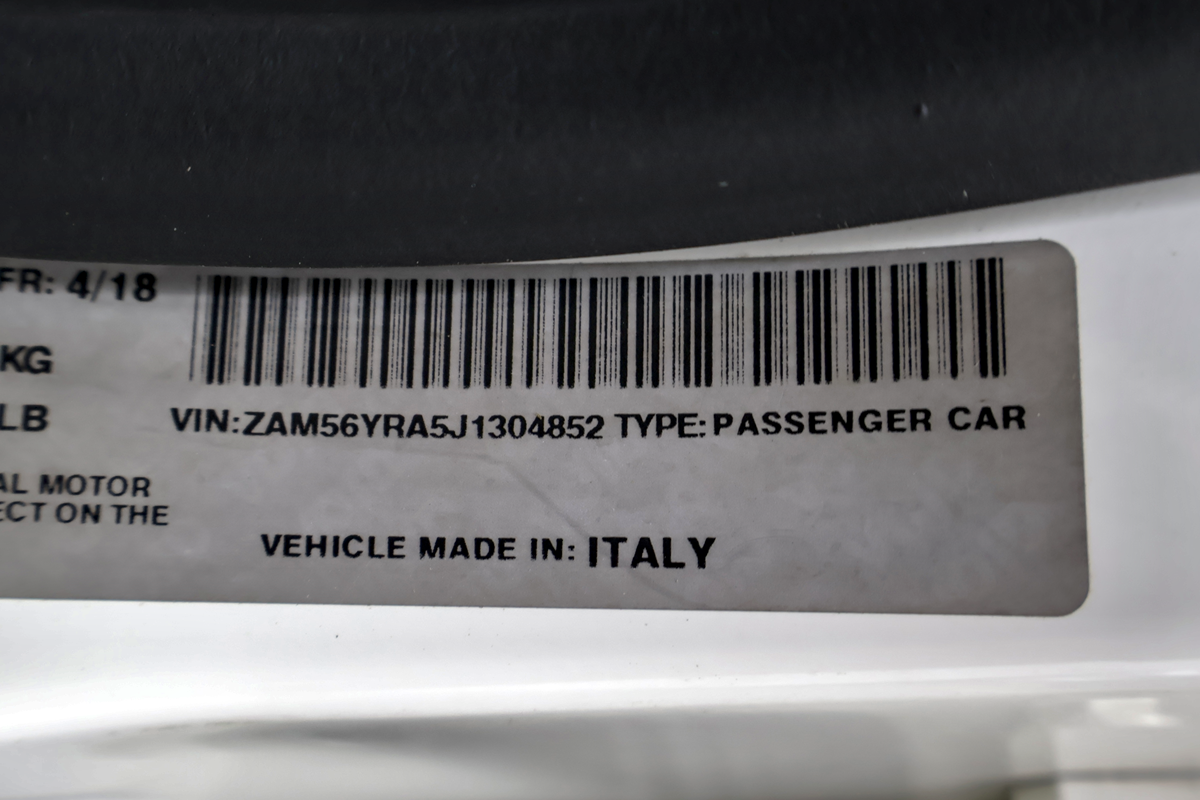 FR: 4/18
KG
LB
VIN:ZAM56YRA5J1304852 TYPE:PASSENGER CAR
AL MOTOR
ECT ON THE
VEHICLE MADE IN: ITALY